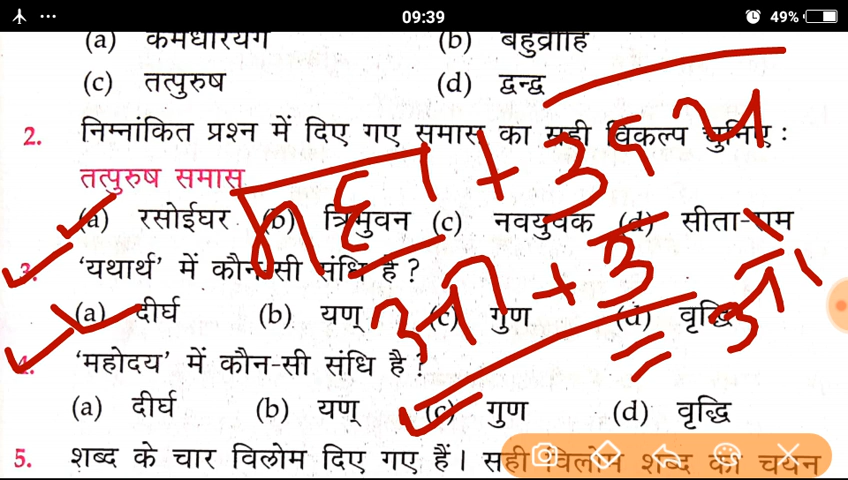 09:39 49%
(a) कर्मधारयग (b) बहुव्रीहि
(c) तत्पुरुष (d) द्वन्द्व
2. निम्नांकित प्रश्न में दिए गए समास का सही विकल्प चुनिए :
तत्पुरुष समास
(a) रसोईघर (b) त्रिभुवन (c) नवयुवक (d) सीता-राम
महा + उदय
3. 'यथार्थ' में कौन-सी संधि है ?
आ + उ = ओ
(a) दीर्घ (b) यण् (c) गुण (d) वृद्धि
4. 'महोदय' में कौन-सी संधि है ?
(a) दीर्घ (b) यण् (c) गुण (d) वृद्धि
5. शब्द के चार विलोम दिए गए हैं। सही विलोम शब्द का चयन